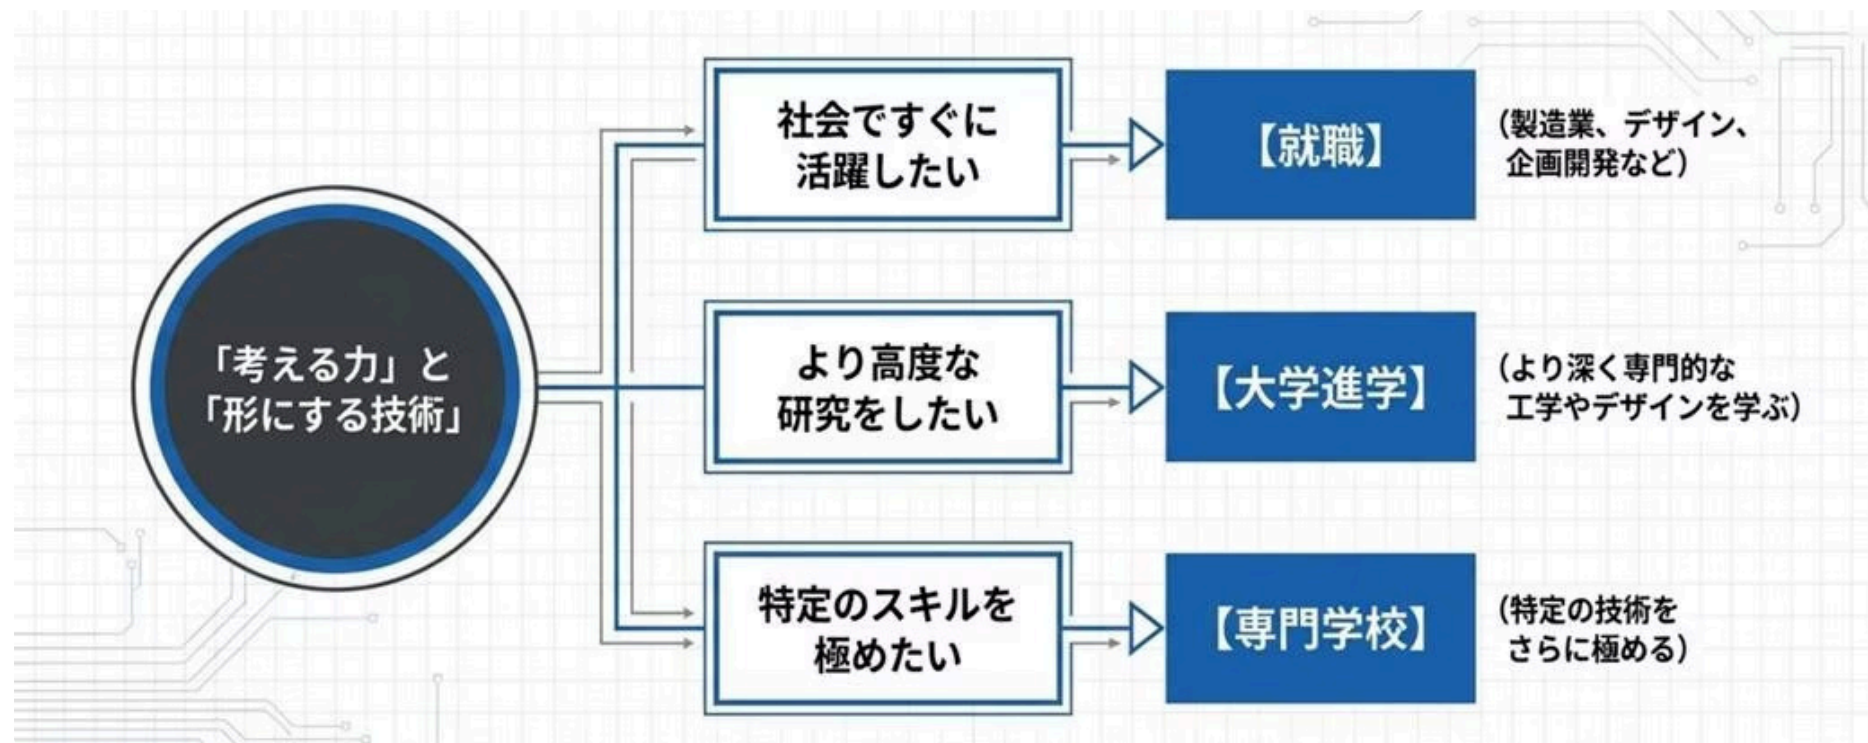 「考える力」と
「形にする技術」
社会ですぐに
活躍したい
【就職】
（製造業、デザイン、
企画開発など）
より高度な
研究をしたい
【大学進学】
（より深く専門的な
工学やデザインを学ぶ）
特定のスキルを
極めたい
【専門学校】
（特定の技術を
さらに極める）